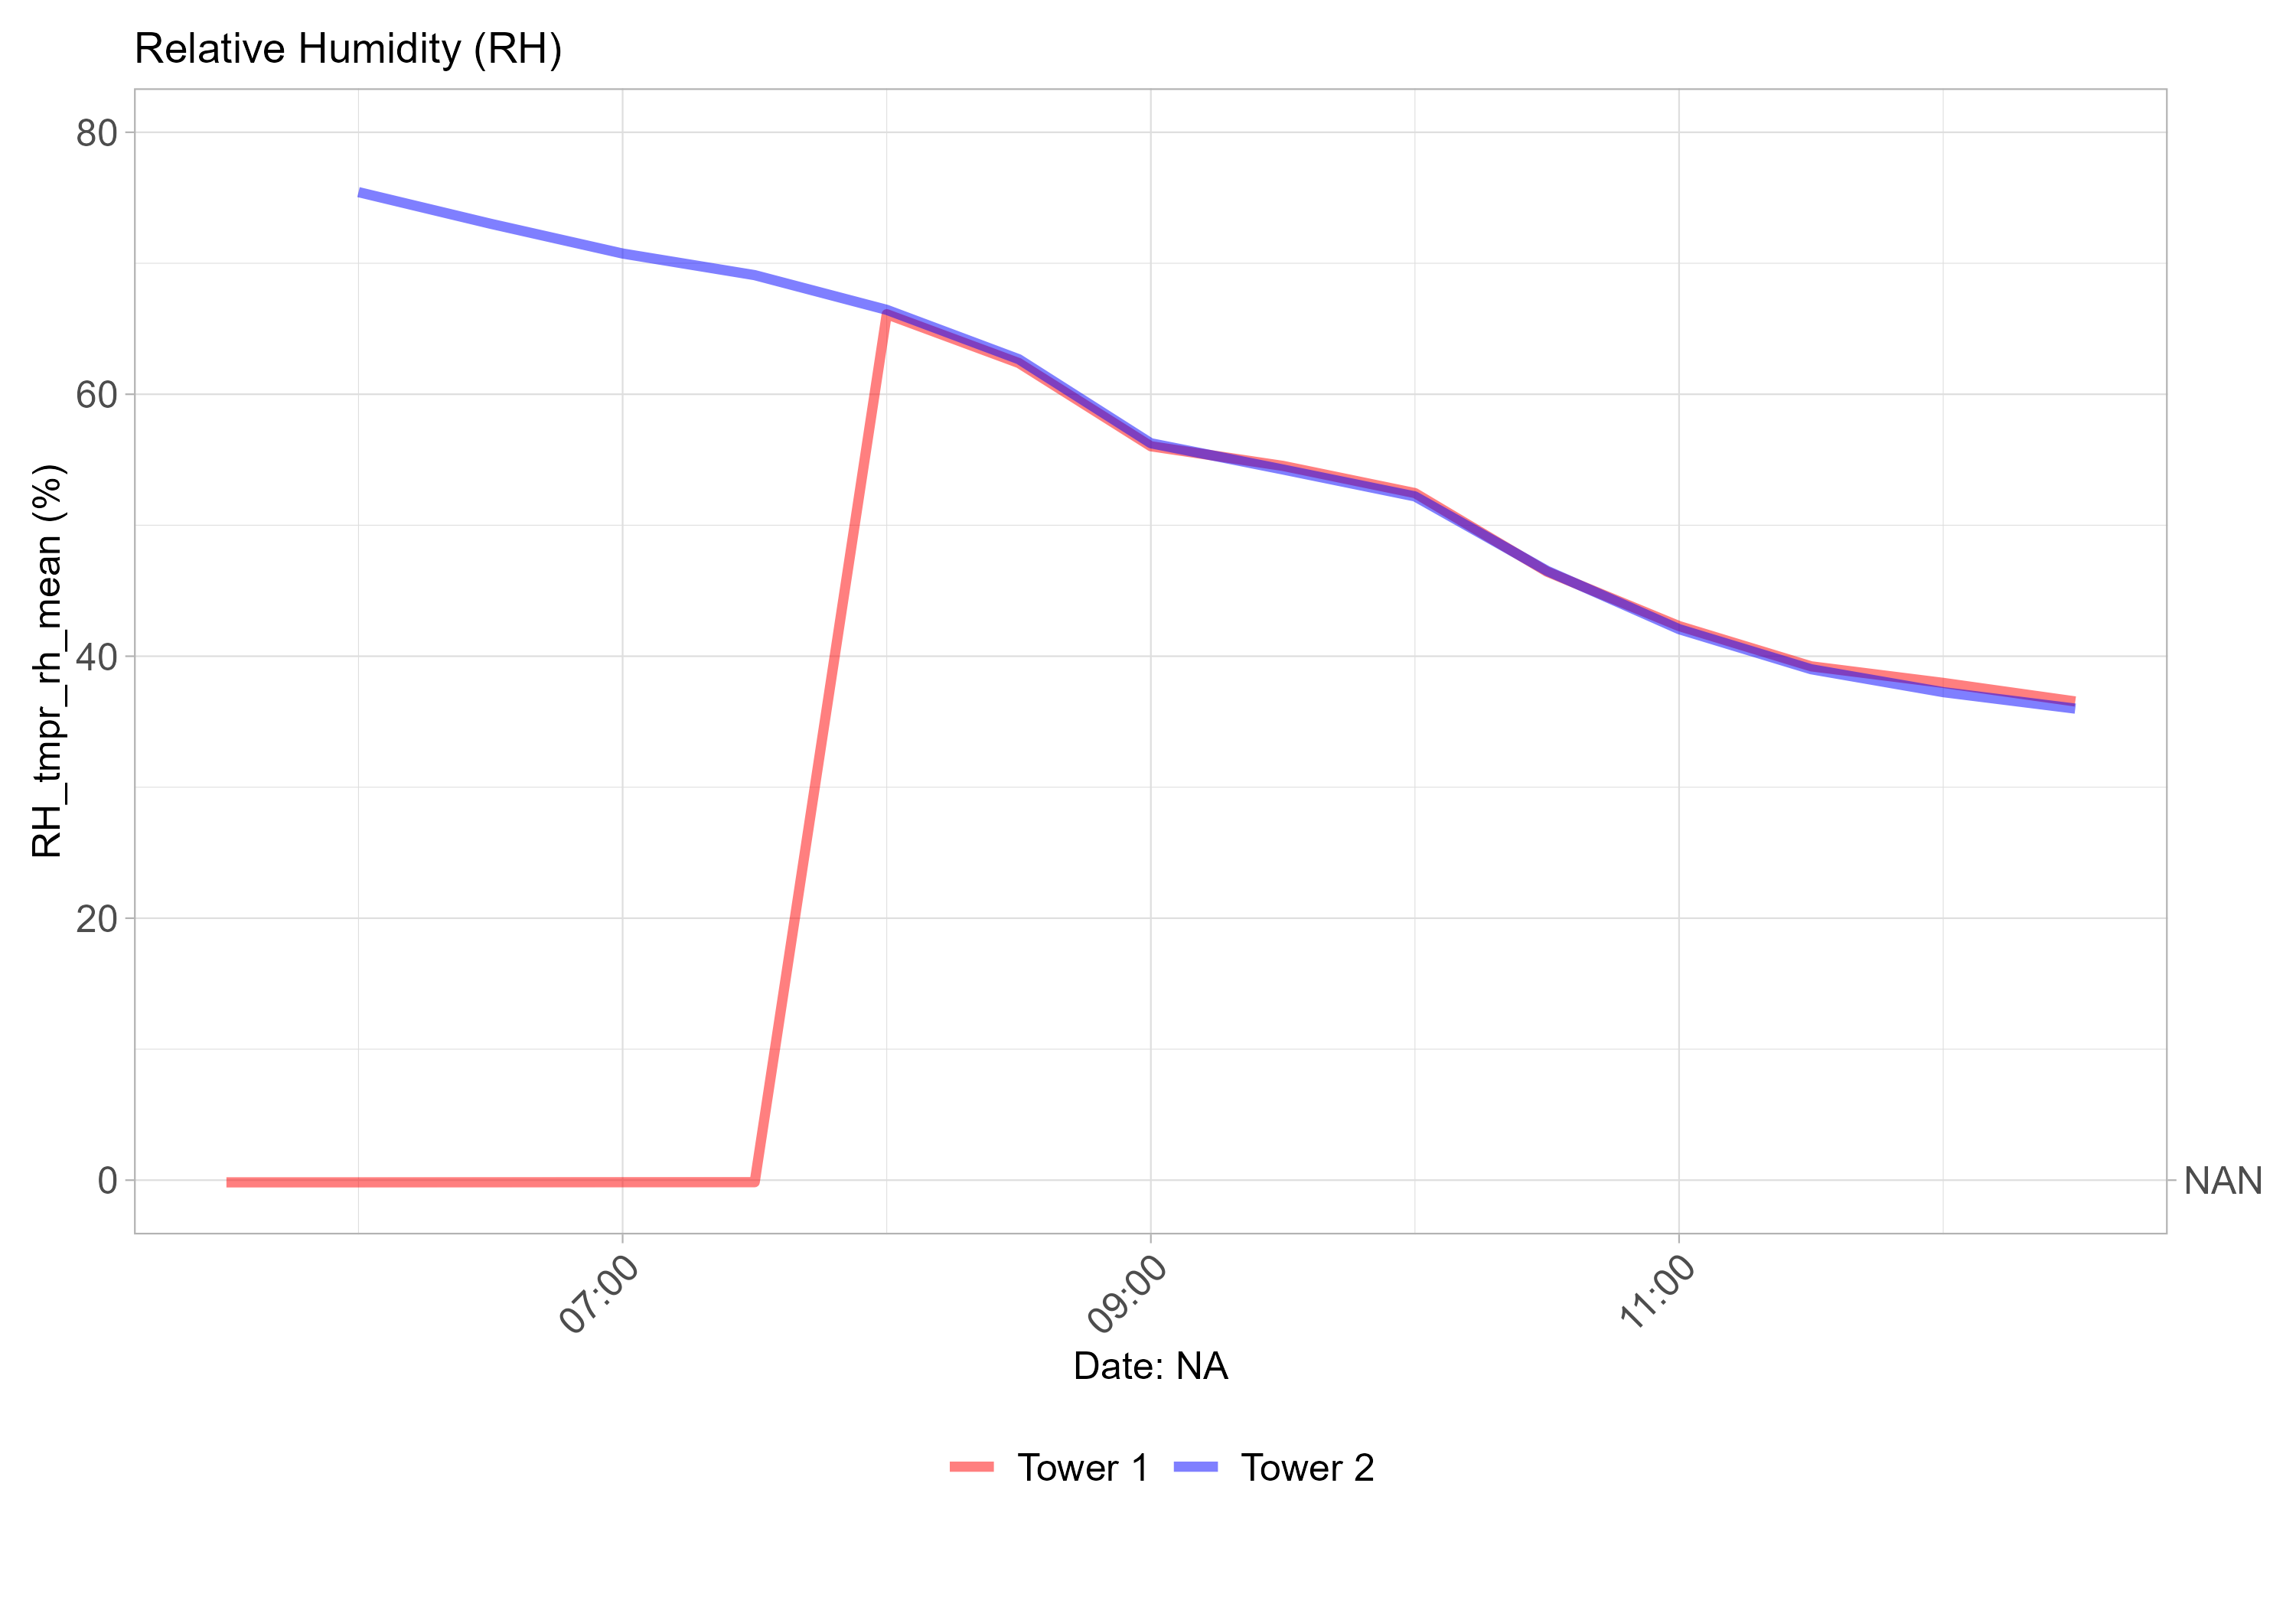 Relative Humidity (RH)
RH_tmpr_rh_mean (%)
80
60
40
20
0
NAN
07:00
09:00
11:00
Date: NA
Tower 1
Tower 2